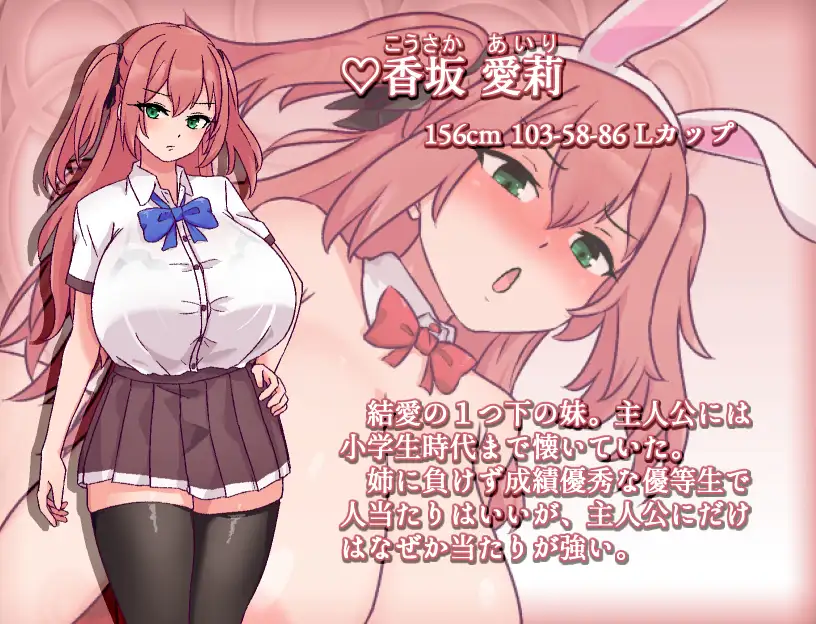 こうさか あいり
♡香坂 愛莉
156cm 103-58-86 Lカップ
結愛の１つ下の妹。主人公には
小学生時代まで懐いていた。
姉に負けず成績優秀な優等生で
人当たりはいいが、主人公にだけ
はなぜか当たりが強い。